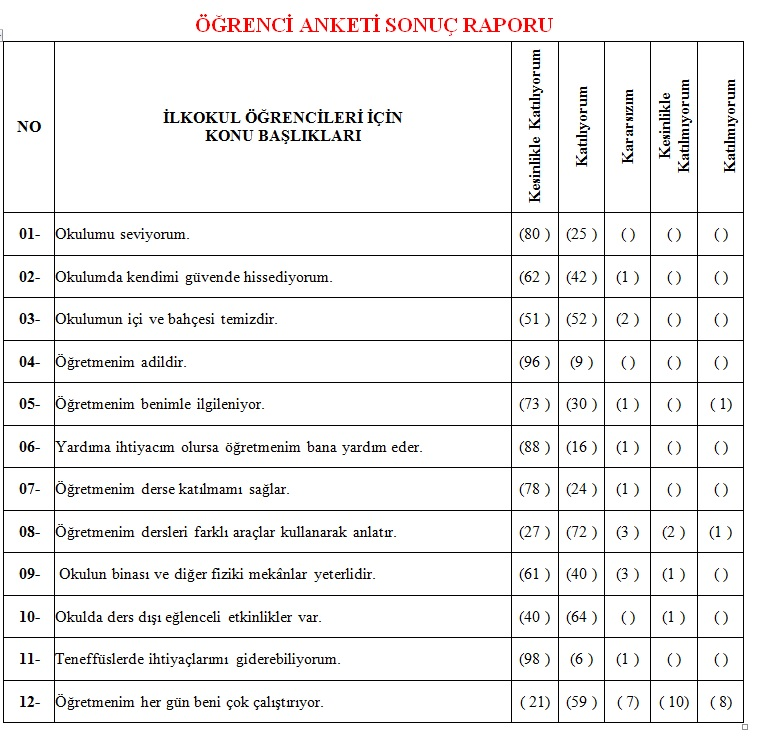 ÖĞRENCİ ANKETİ SONUÇ RAPORU
NO
İLKOKUL ÖĞRENCİLERİ İÇİN
KONU BAŞLIKLARI
Kesinlikle Katılıyorum
Katılıyorum
Kararsızım
Kesinlikle
Katılmıyorum
Katılmıyorum
01- Okulumu seviyorum. (80 ) (25 ) ( ) ( ) ( )
02- Okulumda kendimi güvende hissediyorum. (62 ) (42 ) (1 ) ( ) ( )
03- Okulumun içi ve bahçesi temizdir. (51 ) (52 ) (2 ) ( ) ( )
04- Öğretmenim adildir. (96 ) (9 ) ( ) ( ) ( )
05- Öğretmenim benimle ilgileniyor. (73 ) (30 ) (1 ) ( ) ( 1)
06- Yardıma ihtiyacım olursa öğretmenim bana yardım eder. (88 ) (16 ) (1 ) ( ) ( )
07- Öğretmenim derse katılmamı sağlar. (78 ) (24 ) (1 ) ( ) ( )
08- Öğretmenim dersleri farklı araçlar kullanarak anlatır. (27 ) (72 ) (3 ) (2 ) (1 )
09- Okulun binası ve diğer fiziki mekânlar yeterlidir. (61 ) (40 ) (3 ) (1 ) ( )
10- Okulda ders dışı eğlenceli etkinlikler var. (40 ) (64 ) ( ) (1 ) ( )
11- Teneffüslerde ihtiyaçlarımı giderebiliyorum. (98 ) (6 ) (1 ) ( ) ( )
12- Öğretmenim her gün beni çok çalıştırıyor. ( 21) (59 ) ( 7) ( 10) ( 8)